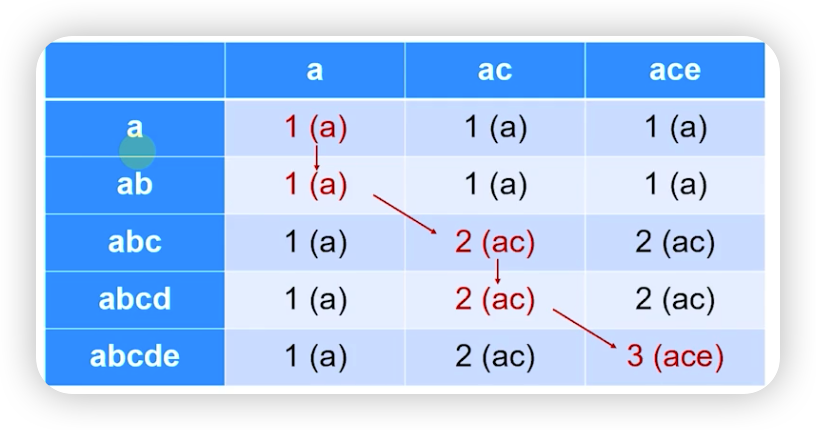 a ac ace
a 1 (a) 1 (a) 1 (a)
ab 1 (a) 1 (a) 1 (a)
abc 1 (a) 2 (ac) 2 (ac)
abcd 1 (a) 2 (ac) 2 (ac)
abcde 1 (a) 2 (ac) 3 (ace)